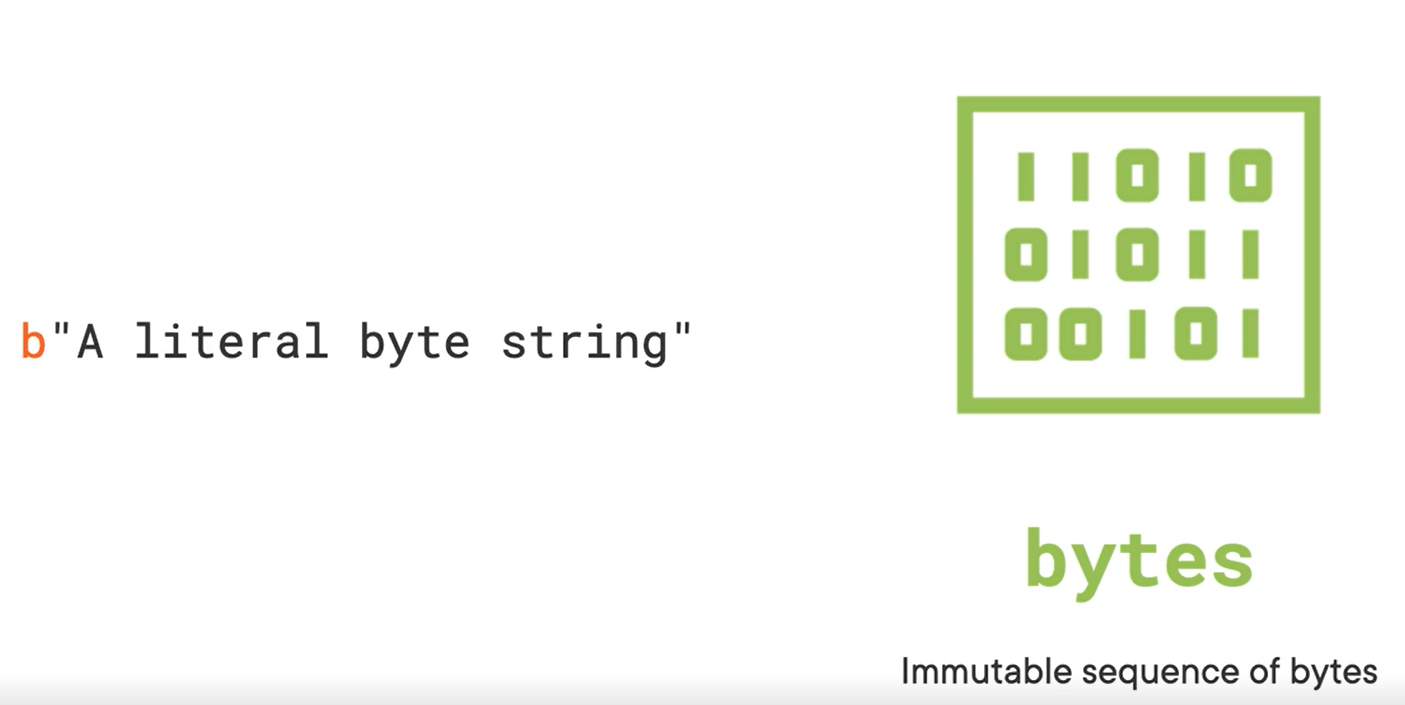 b"A literal byte string"
11010
01011
00101
bytes
Immutable sequence of bytes